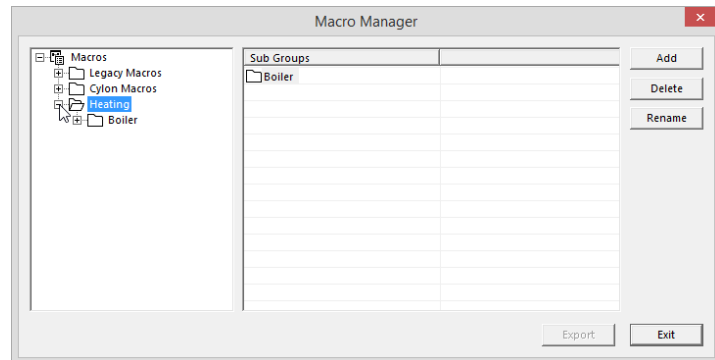 Macro Manager
Macros
Legacy Macros
Cylon Macros
Heating
Boiler
Sub Groups
Boiler
Add
Delete
Rename
Export
Exit